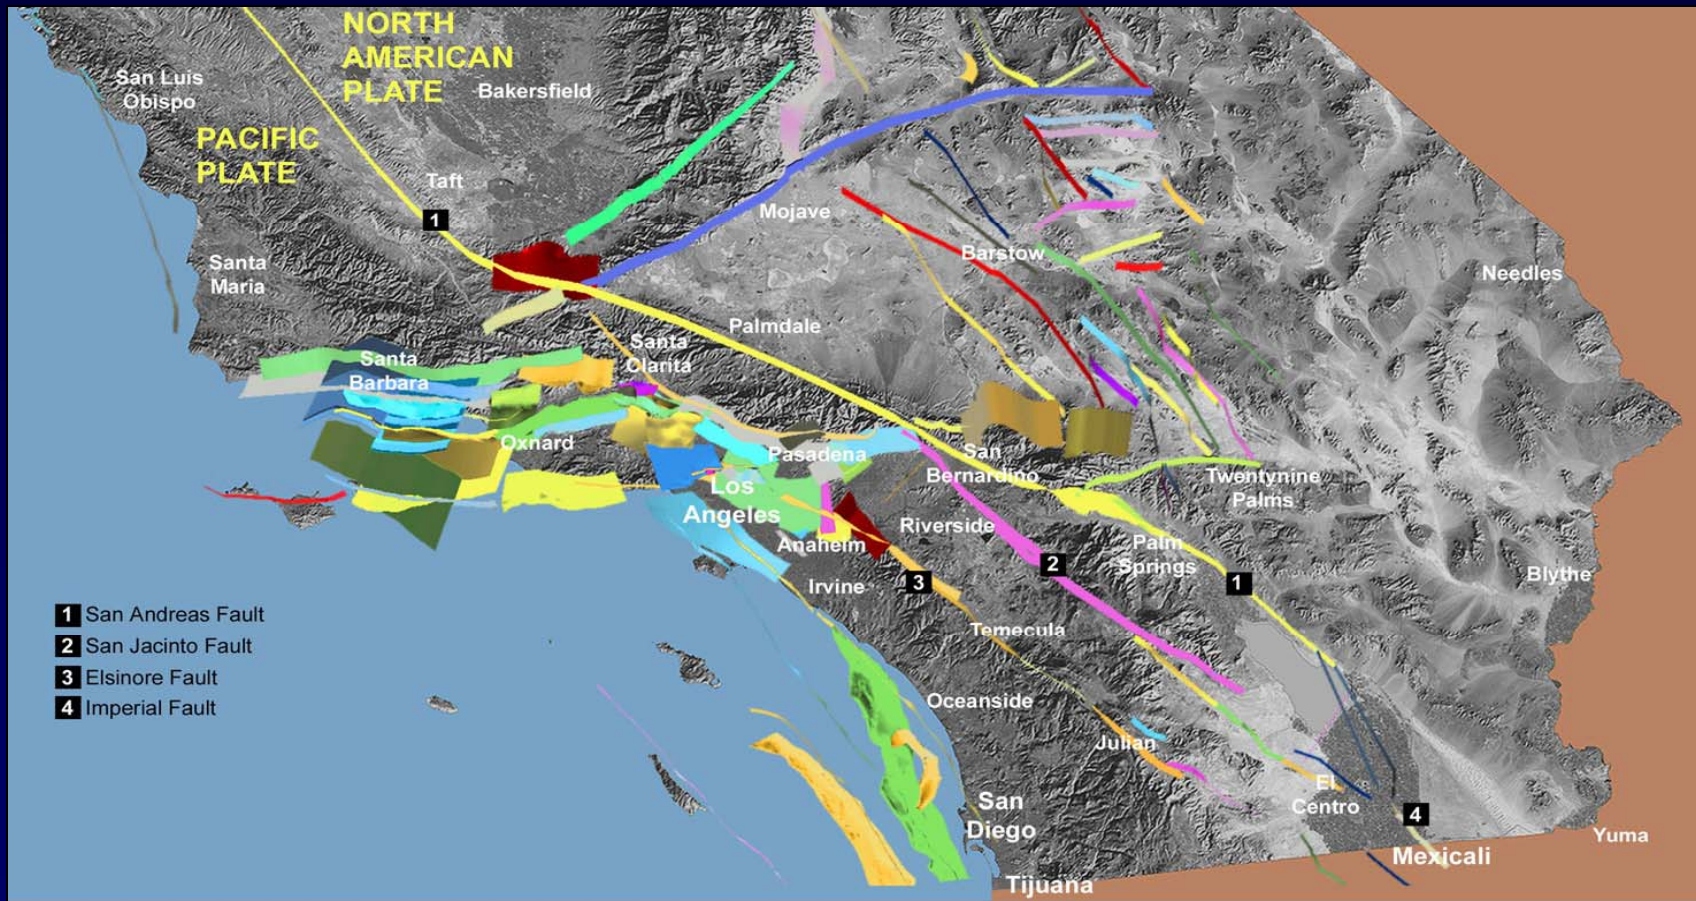 NORTH
AMERICAN
PLATE
San Luis
Obispo
Bakersfield
PACIFIC
PLATE
Taft
1
Mojave
Barstow
Santa
Maria
Needles
Palmdale
Santa
Clarita
Santa
Barbara
Oxnard
Pasadena
San
Bernardino
Twentynine
Palms
Los
Angeles
Riverside
Anaheim
Palm
Springs
2
1
3
Irvine
Blythe
1 San Andreas Fault
2 San Jacinto Fault
3 Elsinore Fault
4 Imperial Fault
Temecula
Oceanside
Julian
El
Centro
San
Diego
4
Yuma
Mexicali
Tijuana